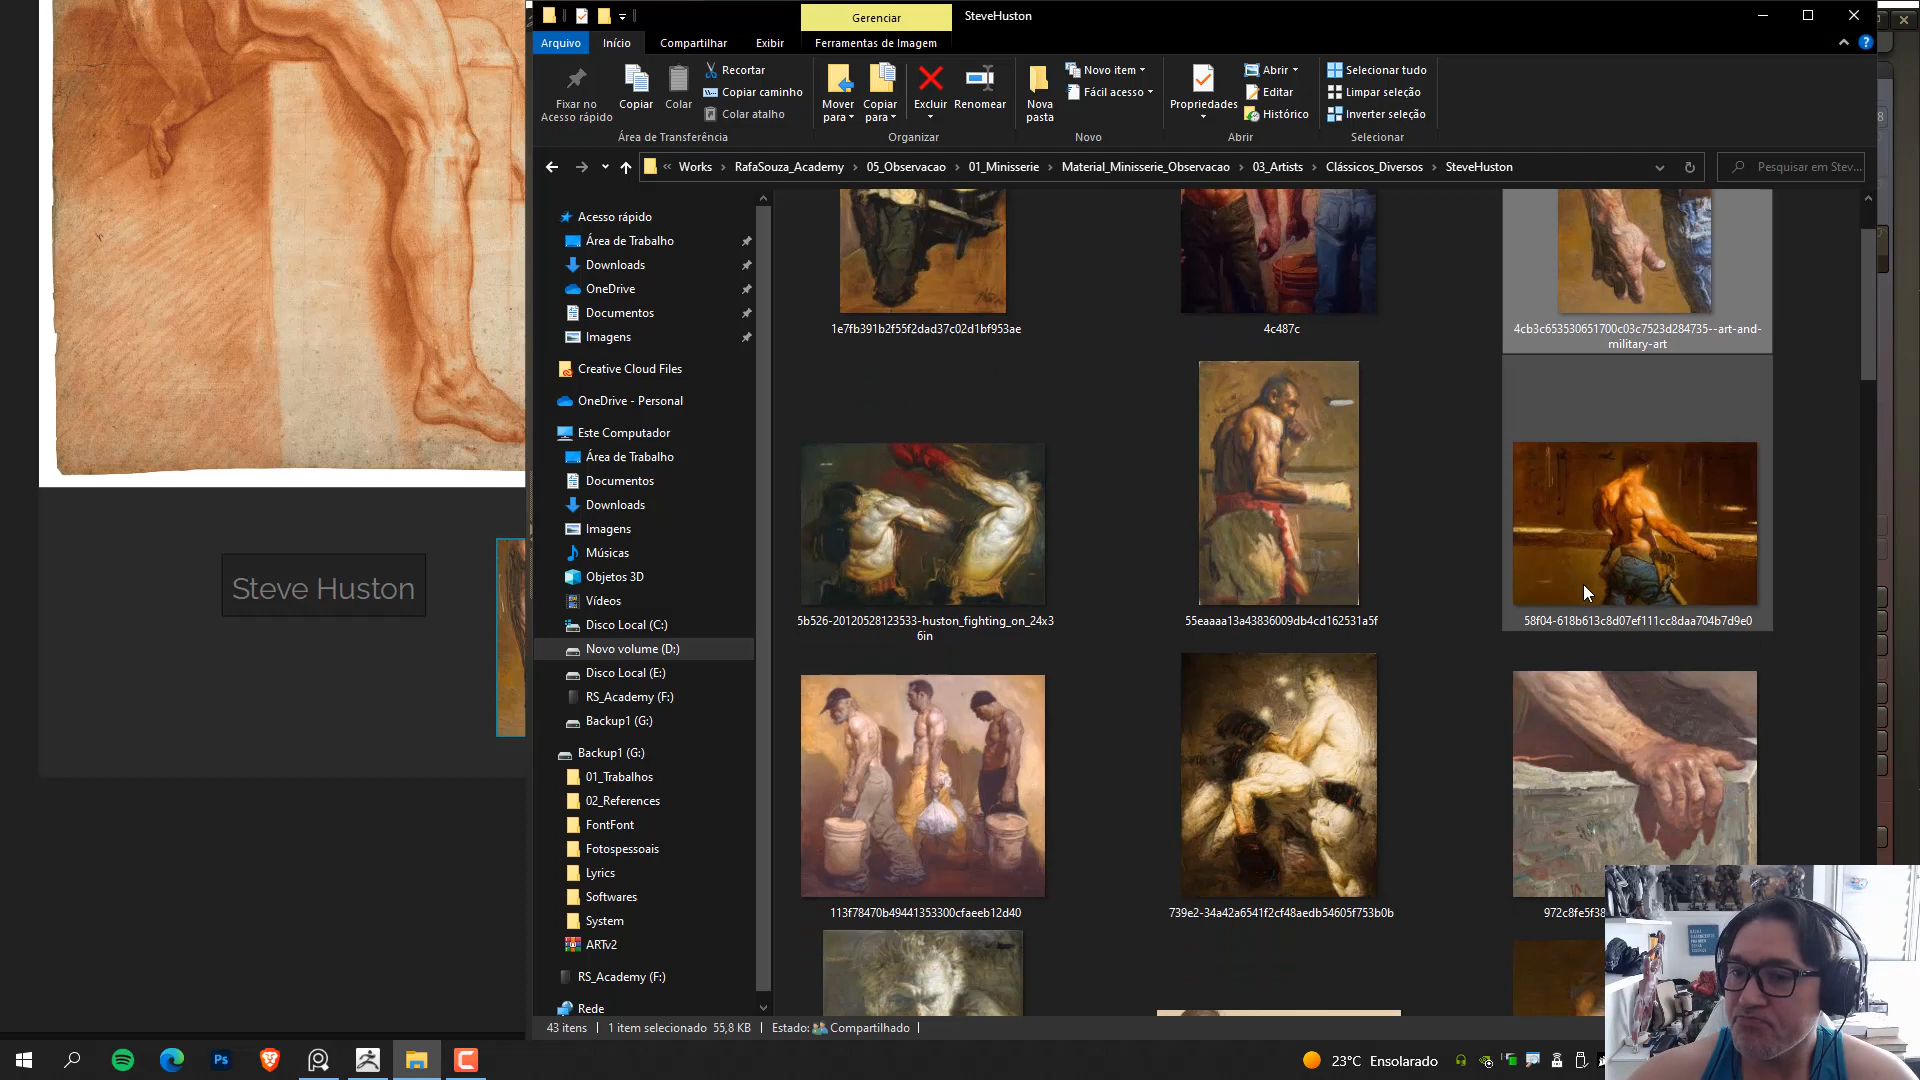 Gerenciar
SteveHuston
Arquivo
Início
Compartilhar
Exibir
Ferramentas de Imagem
Fixar no
Acesso rápido
Copiar
Colar
Recortar
Copiar caminho
Colar atalho
Mover
para
Copiar
para
Excluir
Renomear
Nova
pasta
Novo item
Fácil acesso
Propriedades
Abrir
Editar
Histórico
Selecionar tudo
Limpar seleção
Inverter seleção
Área de Transferência
Organizar
Novo
Abrir
Selecionar
« Works › RafaSouza_Academy › 05_Observacao › 01_Minisserie › Material_Minisserie_Observacao › 03_Artists › Clássicos_Diversos › SteveHuston
Pesquisar em Stev...
Acesso rápido
Área de Trabalho
Downloads
OneDrive
Documentos
Imagens
Creative Cloud Files
OneDrive - Personal
Este Computador
Área de Trabalho
Documentos
Downloads
Imagens
Músicas
Objetos 3D
Vídeos
Disco Local (C:)
Novo volume (D:)
Disco Local (E:)
RS_Academy (F:)
Backup1 (G:)
Backup1 (G:)
01_Trabalhos
02_References
FontFont
Fotospessoais
Lyrics
Softwares
System
ARTv2
RS_Academy (F:)
Rede
Steve Huston
1e7fb391b2f55f2dad37c02d1bf953ae
4c487c
4cb3c653530651700c03c7523d284735--art-and-
military-art
5b526-20120528123533-huston_fighting_on_24x3
6in
55eaaaa13a43836009db4cd162531a5f
58f04-618b613c8d07ef111cc8daa704b7d9e0
113f78470b49441353300cfaeeb12d40
739e2-34a42a6541f2cf48aedb54605f753b0b
972c8fe5f38
43 itens
1 item selecionado 55,8 KB
Estado: Compartilhado
Ps
23°C Ensolarado